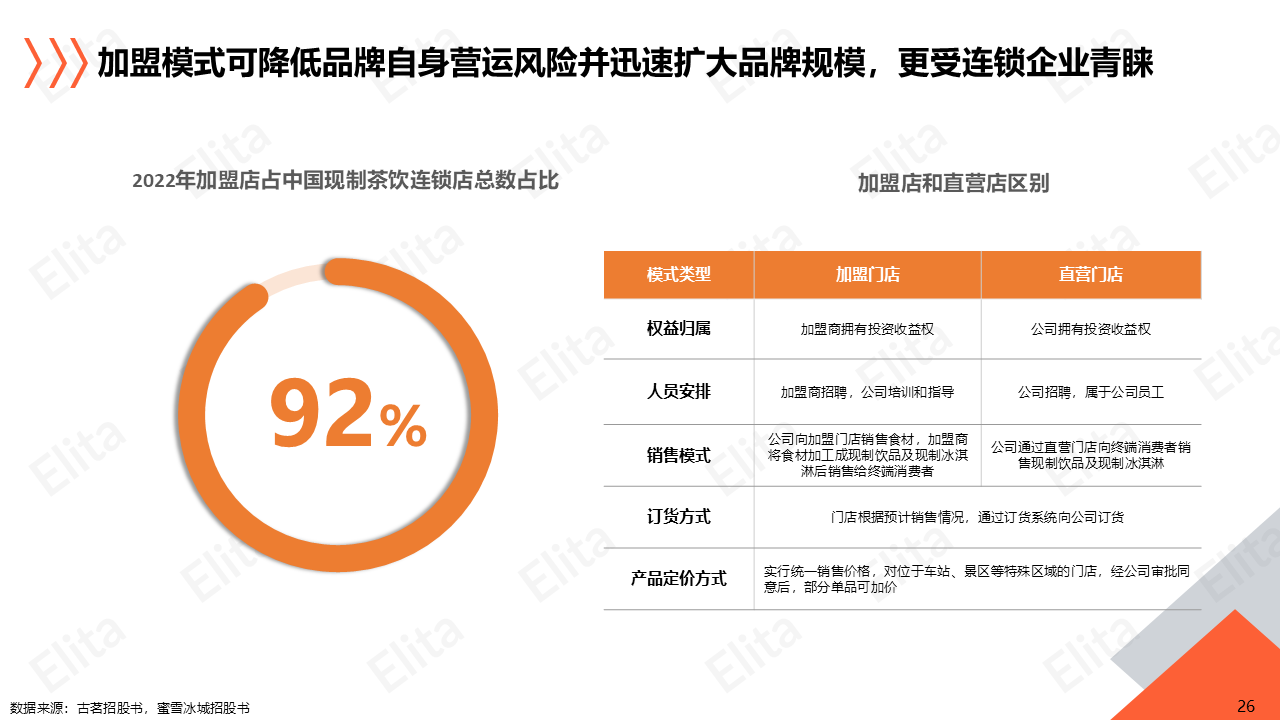 加盟模式可降低品牌自身营运风险并迅速扩大品牌规模，更受连锁企业青睐
2022年加盟店占中国现制茶饮连锁店总数占比
92%
加盟店和直营店区别
模式类型 加盟门店 直营门店
权益归属 加盟商拥有投资收益权 公司拥有投资收益权
人员安排 加盟商招聘，公司培训和指导 公司招聘，属于公司员工
销售模式
公司向加盟门店销售食材，加盟商
将食材加工成现制饮品及现制冰淇
淋后销售给终端消费者
公司通过直营门店向终端消费者销
售现制饮品及现制冰淇淋
订货方式 门店根据预计销售情况，通过订货系统向公司订货
产品定价方式
实行统一销售价格，对位于车站、景区等特殊区域的门店，经公司审批同
意后，部分单品可加价
数据来源：古茗招股书，蜜雪冰城招股书
26
Elita